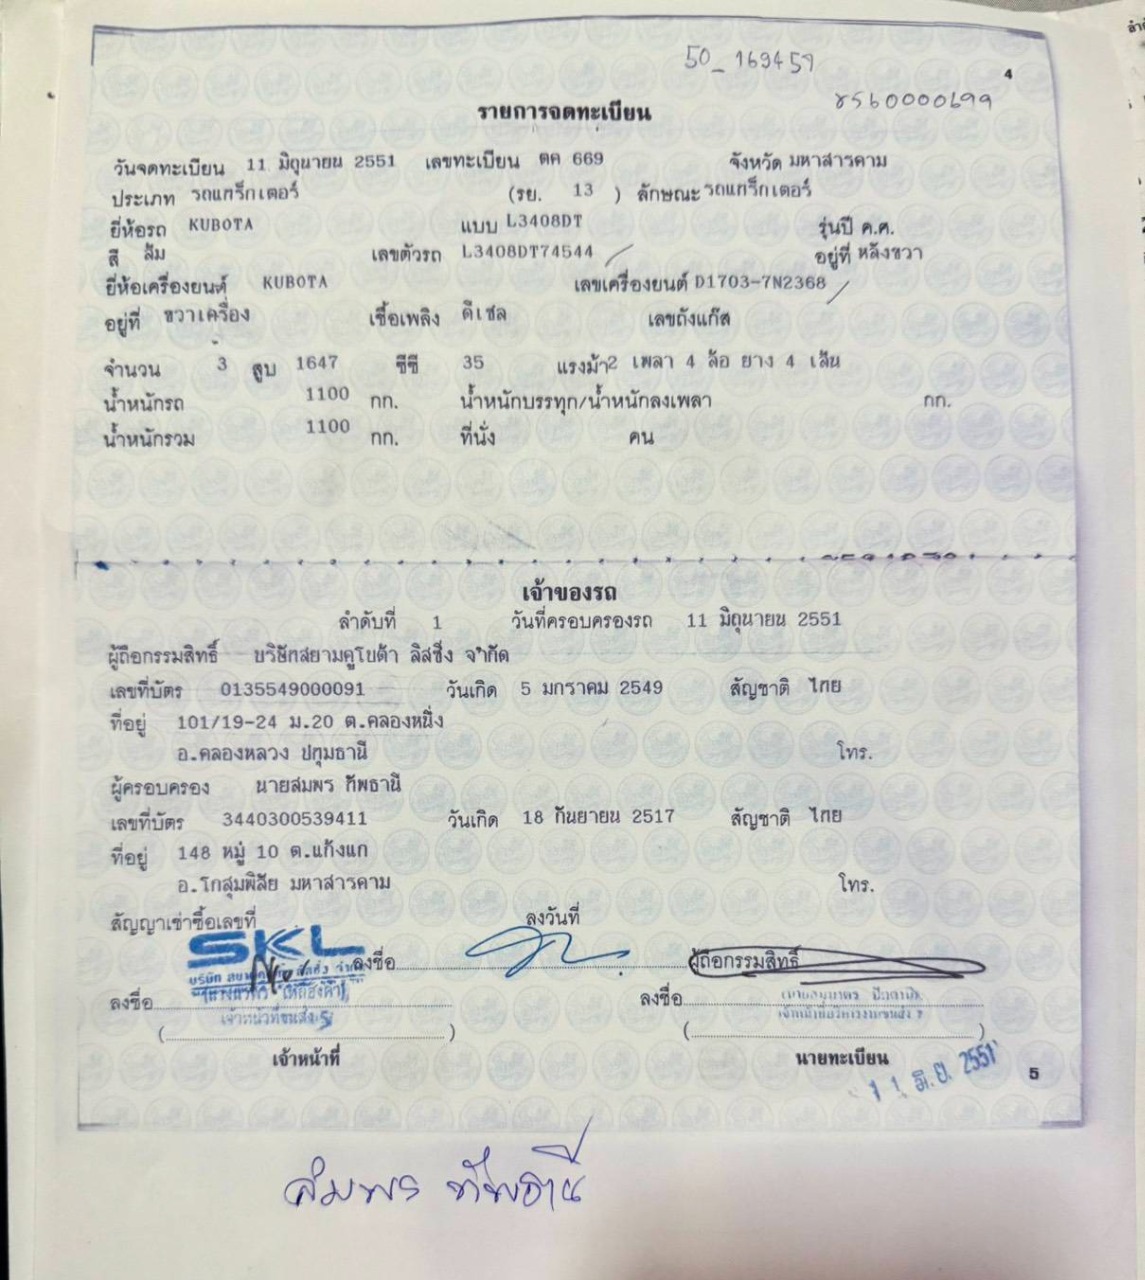 50-169459
4
8560000699
รายการจดทะเบียน
วันจดทะเบียน 11 มิถุนายน 2551 เลขทะเบียน ตค 669 จังหวัด มหาสารคาม
ประเภท รถแทร็กเตอร์ (รย. 13 ) ลักษณะ รถแทร็กเตอร์
ยี่ห้อรถ KUBOTA แบบ L3408DT รุ่นปี ค.ศ.
สี ส้ม เลขตัวรถ L3408DT74544 อยู่ที่ หลังขวา
ยี่ห้อเครื่องยนต์ KUBOTA เลขเครื่องยนต์ D1703-7N2368
อยู่ที่ ขวาเครื่อง เชื้อเพลิง ดีเซล เลขถังแก๊ส
จำนวน 3 สูบ 1647 ซีซี 35 แรงม้า 2 เพลา 4 ล้อ ยาง 4 เส้น
น้ำหนักรถ 1100 กก. น้ำหนักบรรทุก/น้ำหนักลงเพลา กก.
น้ำหนักรวม 1100 กก. ที่นั่ง คน
เจ้าของรถ
ลำดับที่ 1 วันที่ครอบครองรถ 11 มิถุนายน 2551
ผู้ถือกรรมสิทธิ์ บริษัทสยามคูโบต้า ลิสซิ่ง จำกัด
เลขที่บัตร 0135549000091 วันเกิด 5 มกราคม 2549 สัญชาติ ไทย
ที่อยู่ 101/19-24 ม.20 ต.คลองหนึ่ง
อ.คลองหลวง ปทุมธานี โทร.
ผู้ครอบครอง นายสมพร ทัพธานี
เลขที่บัตร 3440300539411 วันเกิด 18 กันยายน 2517 สัญชาติ ไทย
ที่อยู่ 148 หมู่ 10 ต.แก้งแก
อ.โกสุมพิสัย มหาสารคาม โทร.
สัญญาเช่าซื้อเลขที่ ลงวันที่
SKL
ลงชื่อ ผู้ถือกรรมสิทธิ์
ลงชื่อ ลงชื่อ
เจ้าหน้าที่ นายทะเบียน
11 มิ.ย. 2551
5
สมพร ทัพธานี